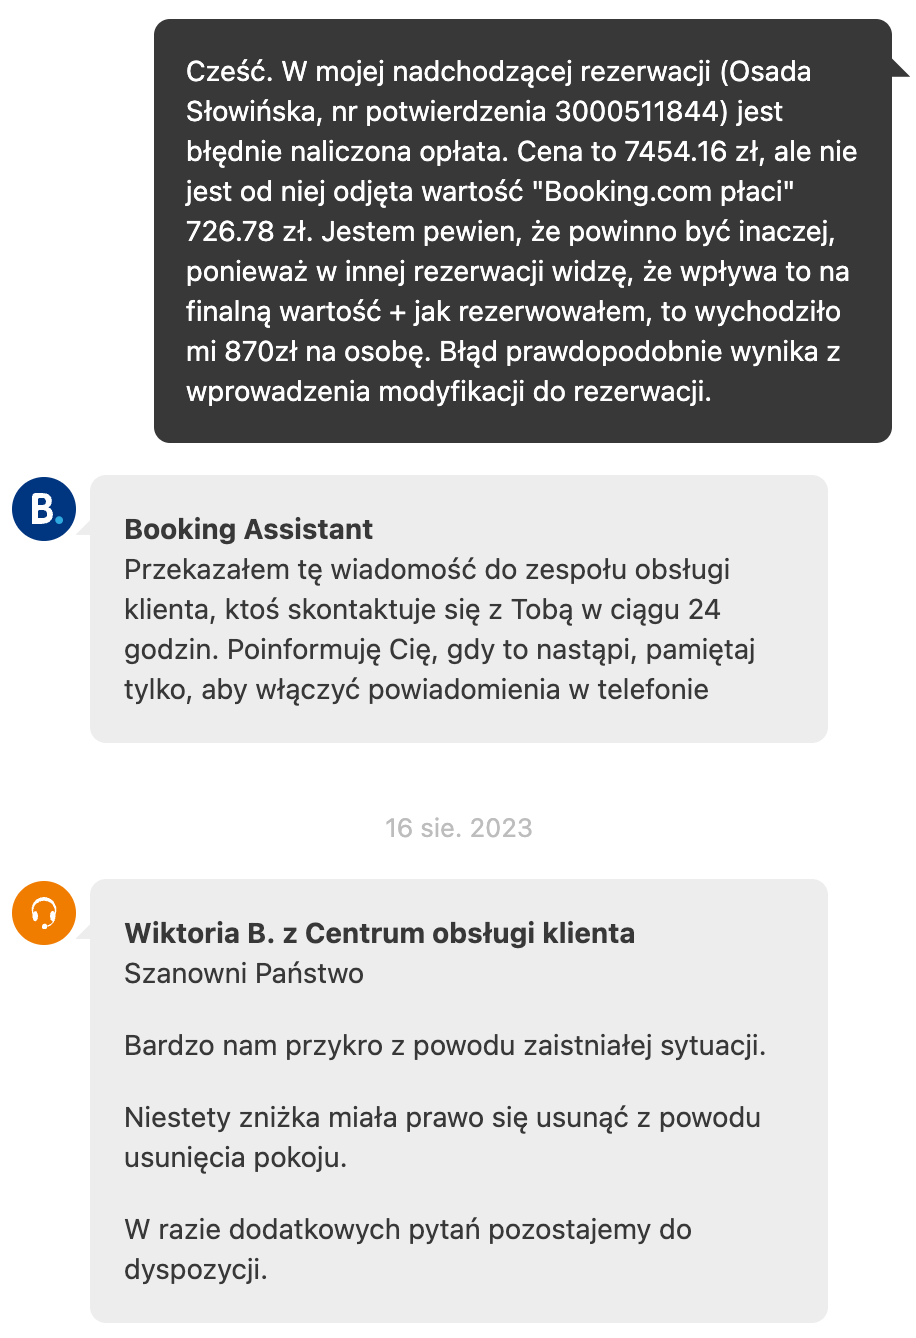 Cześć. W mojej nadchodzącej rezerwacji (Osada
Słowińska, nr potwierdzenia 3000511844) jest
błędnie naliczona opłata. Cena to 7454.16 zł, ale nie
jest od niej odjęta wartość "Booking.com płaci"
726.78 zł. Jestem pewien, że powinno być inaczej,
ponieważ w innej rezerwacji widzę, że wpływa to na
finalną wartość + jak rezerwowałem, to wychodziło
mi 870zł na osobę. Błąd prawdopodobnie wynika z
wprowadzenia modyfikacji do rezerwacji.
B.
Booking Assistant
Przekazałem tę wiadomość do zespołu obsługi
klienta, ktoś skontaktuje się z Tobą w ciągu 24
godzin. Poinformuję Cię, gdy to nastąpi, pamiętaj
tylko, aby włączyć powiadomienia w telefonie
16 sie. 2023
Wiktoria B. z Centrum obsługi klienta
Szanowni Państwo
Bardzo nam przykro z powodu zaistniałej sytuacji.
Niestety zniżka miała prawo się usunąć z powodu
usunięcia pokoju.
W razie dodatkowych pytań pozostajemy do
dyspozycji.